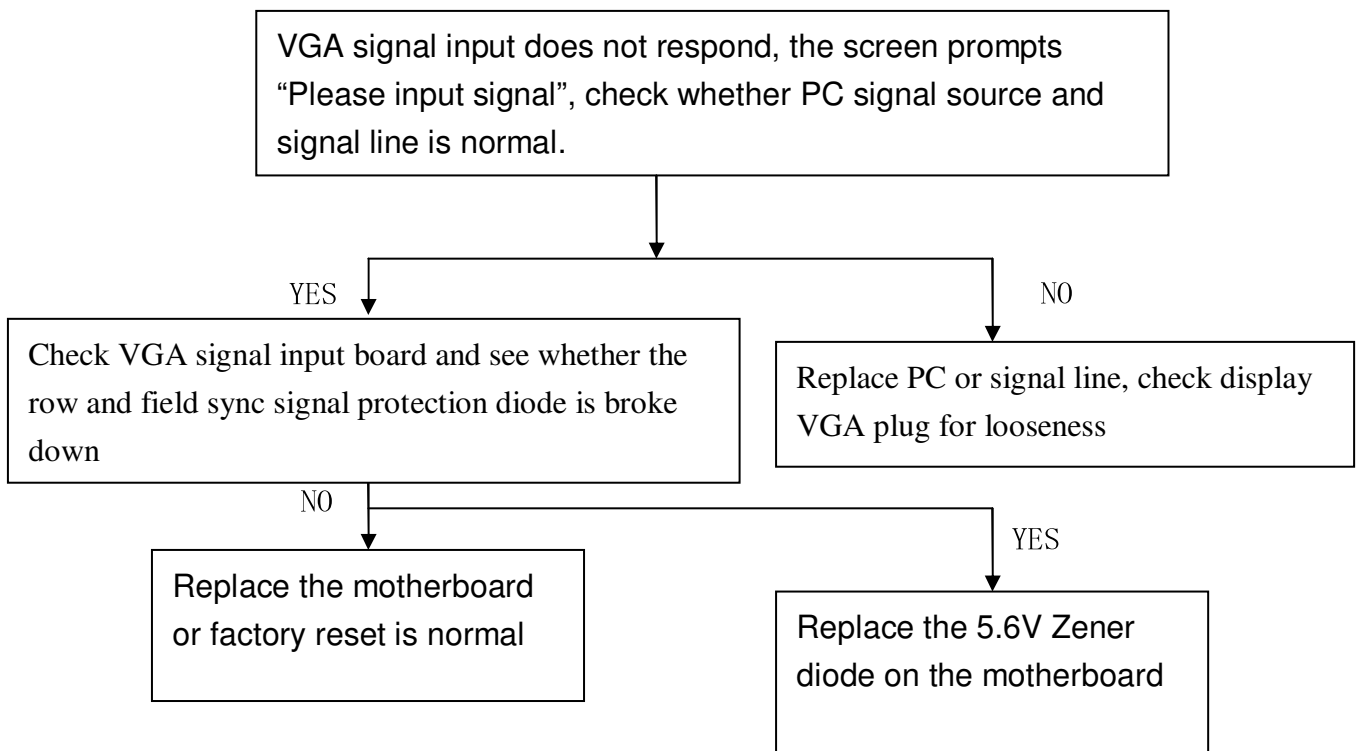 VGA signal input does not respond, the screen prompts
“Please input signal”, check whether PC signal source and
signal line is normal.
YES
NO
Check VGA signal input board and see whether the
row and field sync signal protection diode is broke
down
Replace PC or signal line, check display
VGA plug for looseness
NO
YES
Replace the motherboard
or factory reset is normal
Replace the 5.6V Zener
diode on the motherboard